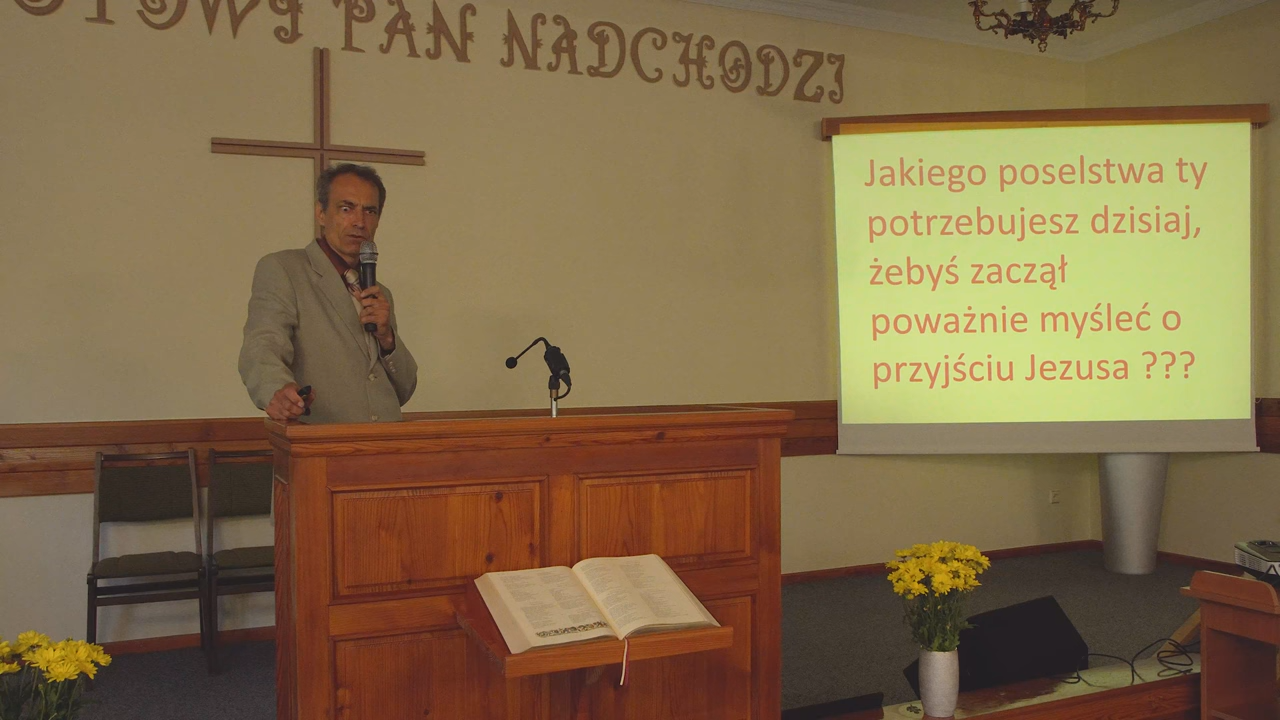 PAN NADCHODZI
Jakiego poselstwa ty
potrzebujesz dzisiaj,
żebyś zaczął
poważnie myśleć o
przyjściu Jezusa ???